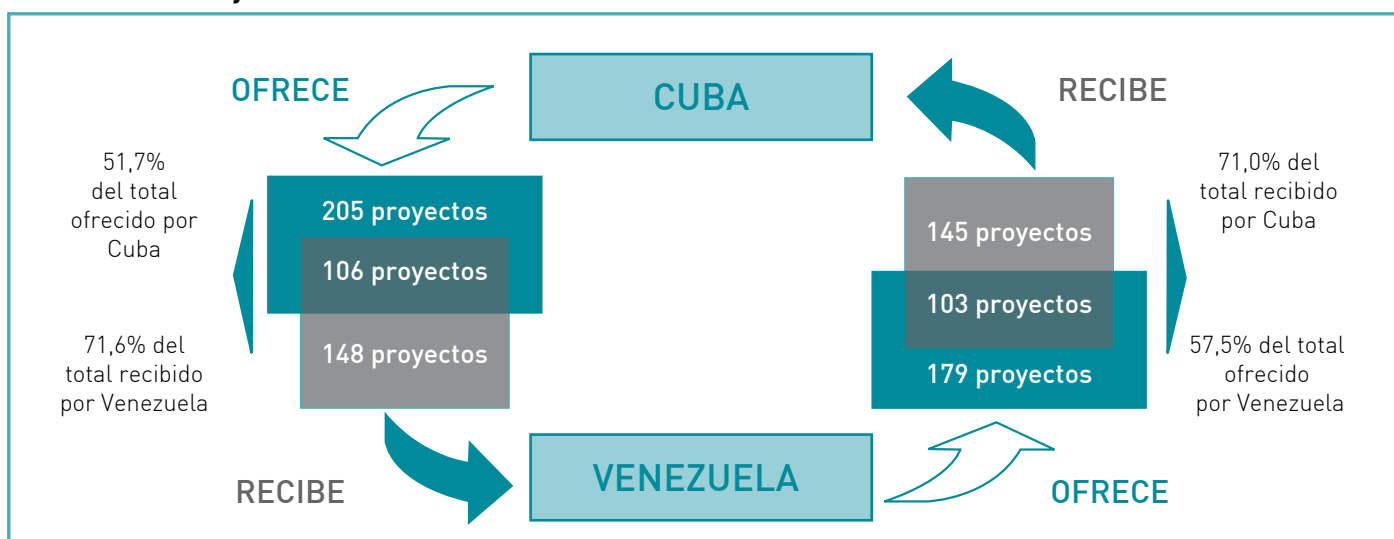 OFRECE
CUBA
RECIBE
51,7%
del total
ofrecido por
Cuba
205 proyectos
106 proyectos
148 proyectos
71,6% del
total recibido
por Venezuela
145 proyectos
103 proyectos
179 proyectos
71,0% del
total recibido
por Cuba
57,5% del total
ofrecido
por Venezuela
RECIBE
VENEZUELA
OFRECE